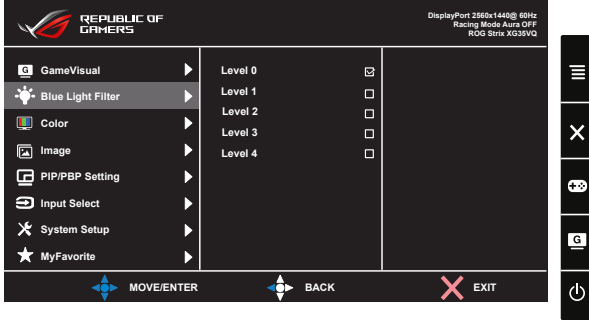 REPUBLIC OF
GAMERS
DisplayPort 2560x1440@ 60Hz
Racing Mode Aura OFF
ROG Strix XG35VQ
G GameVisual
Blue Light Filter
Color
Image
PIP/PBP Setting
Input Select
System Setup
MyFavorite
Level 0
Level 1
Level 2
Level 3
Level 4
MOVE/ENTER
BACK
EXIT
G